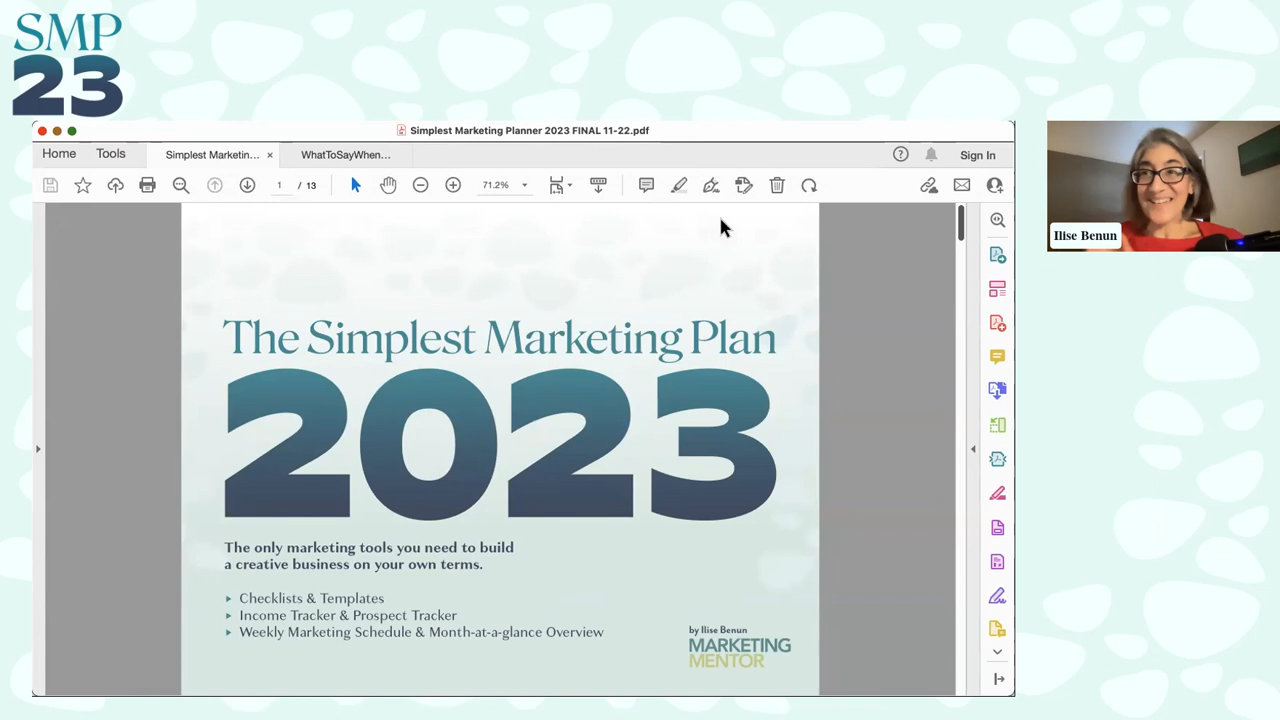 SMP
23
Simplest Marketing Planner 2023 FINAL 11-22.pdf
Home
Tools
Simplest Marketin...
WhatToSayWhen...
Sign In
1 / 13
71.2%
Ilise Benun
The Simplest Marketing Plan
2023
The only marketing tools you need to build
a creative business on your own terms.
Checklists & Templates
Income Tracker & Prospect Tracker
Weekly Marketing Schedule & Month-at-a-glance Overview
by Ilise Benun
MARKETING
MENTOR